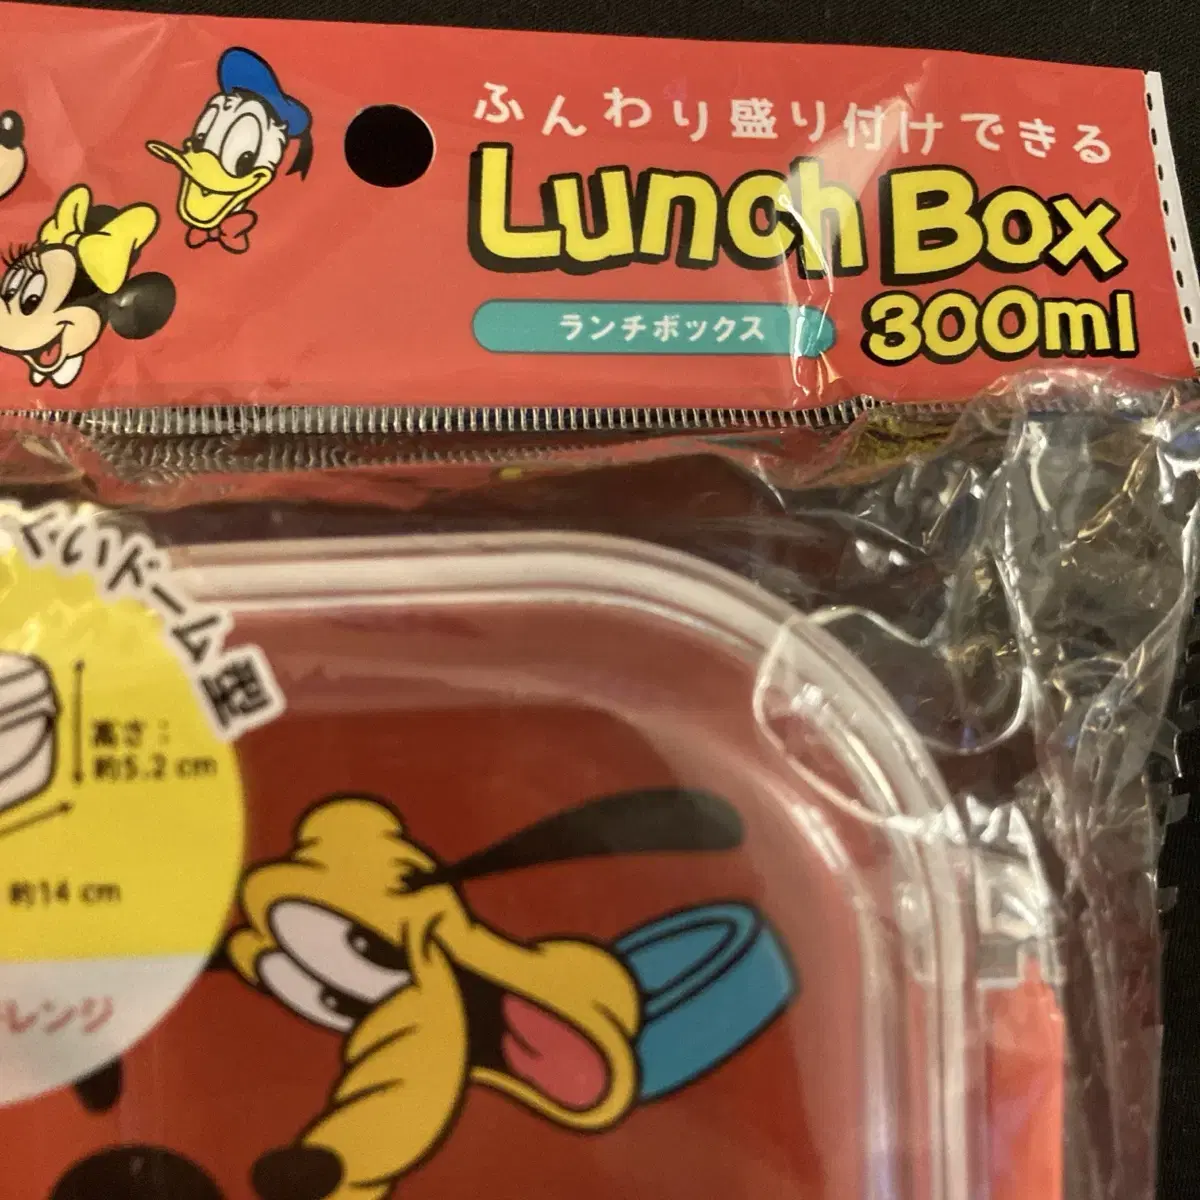 ふんわり盛り付けできる
Lunch Box
ランチボックス
300ml
ぐいドーム型
高さ：
約5.2 cm
約14 cm
レンジ